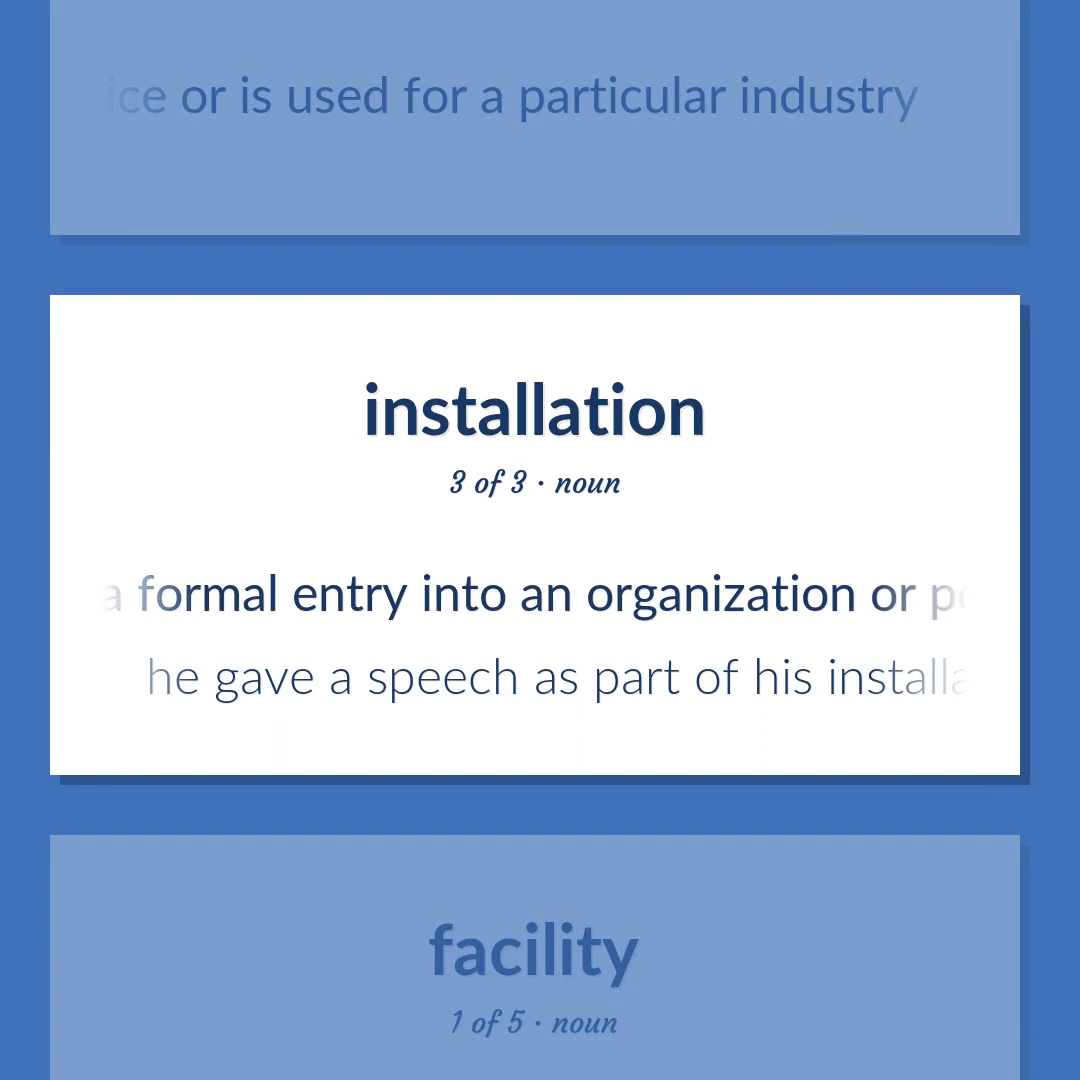 ice or is used for a particular industry
installation
3 of 3 · noun
a formal entry into an organization or
he gave a speech as part of his
facility
1 of 5 · noun